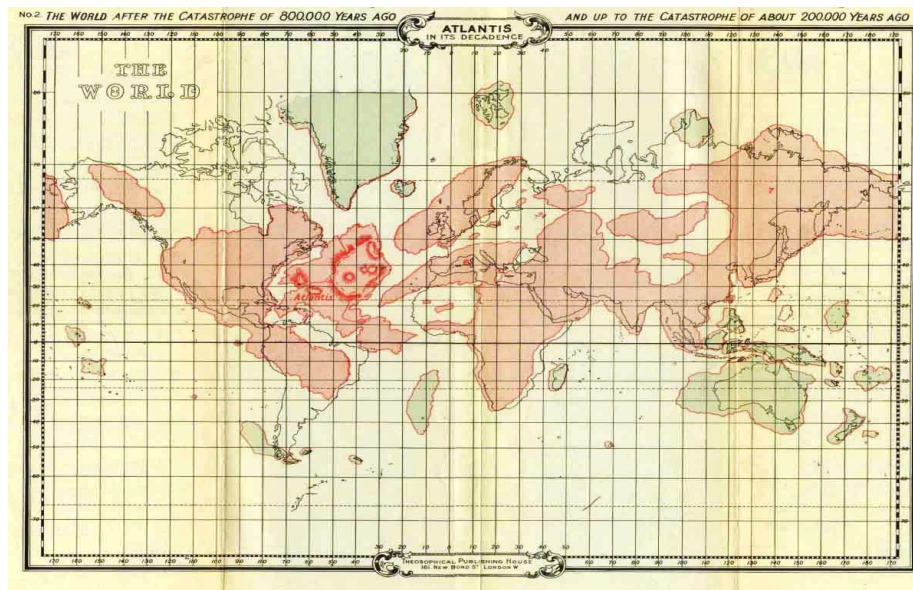 No. 2. THE WORLD AFTER THE CATASTROPHE OF 800.000 YEARS AGO
ATLANTIS
IN ITS DECADENCE
AND UP TO THE CATASTROPHE OF ABOUT 200.000 YEARS AGO
THE
WORLD
Atlantis
THEOSOPHICAL PUBLISHING HOUSE
161 NEW BOND ST LONDON W.